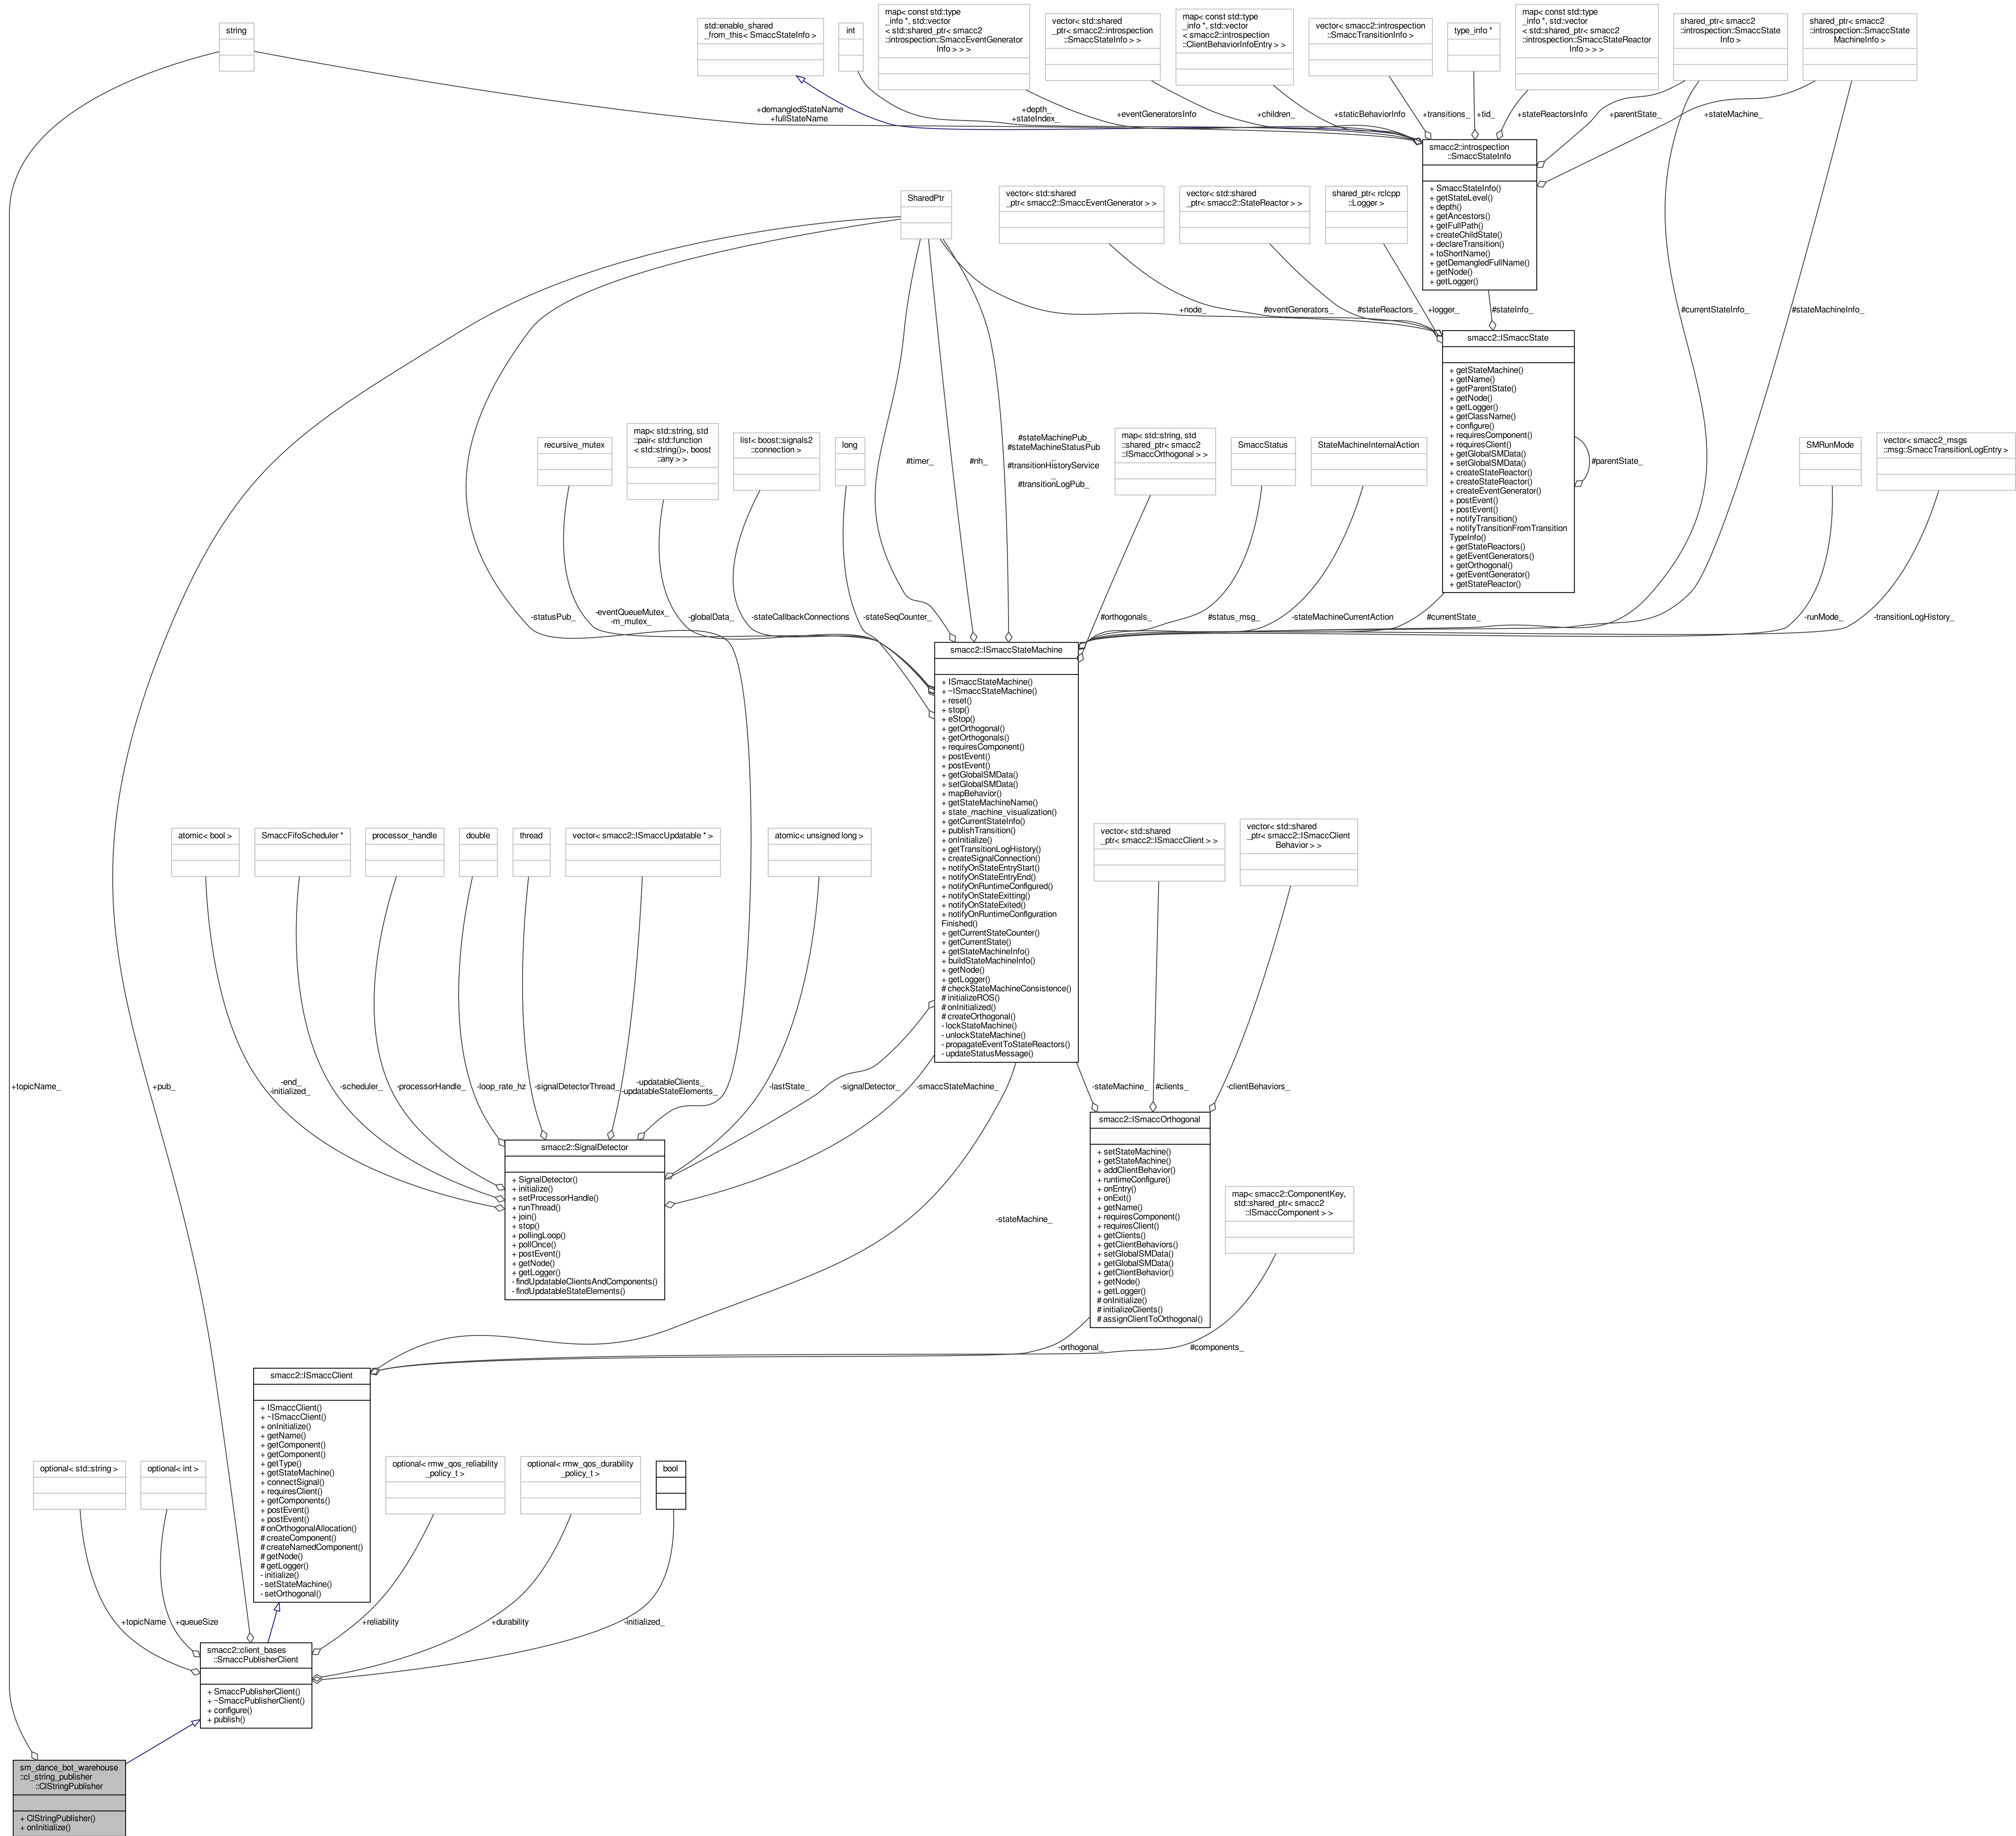 string
std::enable_shared
_from_this< SmaccStateInfo >
int
map< const std::type
_info *, std::vector
< std::shared_ptr< smacc2
::introspection::SmaccEventGenerator
Info > > >
vector< std::shared
_ptr< smacc2::introspection
::SmaccStateInfo > >
map< const std::type
_info *, std::vector
< smacc2::introspection
::ClientBehaviorInfoEntry > >
vector< smacc2::introspection
::SmaccTransitionInfo >
type_info *
map< const std::type
_info *, std::vector
< std::shared_ptr< smacc2
::introspection::SmaccStateReactor
Info > > >
shared_ptr< smacc2
::introspection::SmaccState
Info >
shared_ptr< smacc2
::introspection::SmaccState
MachineInfo >
+demangledStateName
+fullStateName
+depth_
+stateIndex_
+eventGeneratorsInfo
+children_
+staticBehaviorInfo
+transitions_
+tid_
+stateReactorsInfo
+parentState_
+stateMachine_
smacc2::introspection
::SmaccStateInfo
+ SmaccStateInfo()
+ getStateLevel()
+ depth()
+ getAncestors()
+ getFullPath()
+ createChildState()
+ declareTransition()
+ toShortName()
+ getDemangledFullName()
+ getNode()
+ getLogger()
SharedPtr
vector< std::shared
_ptr< smacc2::SmaccEventGenerator > >
vector< std::shared
_ptr< smacc2::StateReactor > >
shared_ptr< rclcpp
::Logger >
+node_
#eventGenerators_
#stateReactors_
+logger_
#stateInfo_
#currentStateInfo_
#stateMachineInfo_
smacc2::ISmaccState
+ getStateMachine()
+ getName()
+ getParentState()
+ getNode()
+ getLogger()
+ getClassName()
+ configure()
+ requiresComponent()
+ requiresClient()
+ getGlobalSMData()
+ setGlobalSMData()
+ createStateReactor()
+ createStateReactor()
+ createEventGenerator()
+ postEvent()
+ postEvent()
+ notifyTransition()
+ notifyTransitionFromTransition
TypeInfo()
+ getStateReactors()
+ getEventGenerators()
+ getOrthogonal()
+ getEventGenerator()
+ getStateReactor()
#parentState_
recursive_mutex
map< std::string, std
::pair< std::function
< std::string()>, boost
::any > >
list< boost::signals2
::connection >
long
#timer_
#nh_
#stateMachinePub_
#stateMachineStatusPub
_
#transitionHistoryService
_
#transitionLogPub_
map< std::string, std
::shared_ptr< smacc2
::ISmaccOrthogonal > >
SmaccStatus
StateMachineInternalAction
SMRunMode
vector< smacc2_msgs
::msg::SmaccTransitionLogEntry >
-statusPub_
-eventQueueMutex_
-m_mutex_
-globalData_
-stateCallbackConnections
-stateSeqCounter_
#orthogonals_
#status_msg_
-stateMachineCurrentAction
#currentState_
-runMode_
-transitionLogHistory_
smacc2::ISmaccStateMachine
+ ISmaccStateMachine()
+ ~ISmaccStateMachine()
+ reset()
+ stop()
+ eStop()
+ getOrthogonal()
+ getOrthogonals()
+ requiresComponent()
+ postEvent()
+ postEvent()
+ getGlobalSMData()
+ setGlobalSMData()
+ mapBehavior()
+ getStateMachineName()
+ state_machine_visualization()
+ getCurrentStateInfo()
+ publishTransition()
+ onInitialize()
+ getTransitionLogHistory()
+ createSignalConnection()
+ notifyOnStateEntryStart()
+ notifyOnStateEntryEnd()
+ notifyOnRuntimeConfigured()
+ notifyOnStateExitting()
+ notifyOnStateExited()
+ notifyOnRuntimeConfiguration
Finished()
+ getCurrentStateCounter()
+ getCurrentState()
+ getStateMachineInfo()
+ buildStateMachineInfo()
+ getNode()
+ getLogger()
# checkStateMachineConsistence()
# initializeROS()
# onInitialized()
# createOrthogonal()
- lockStateMachine()
- unlockStateMachine()
- propagateEventToStateReactors()
- updateStatusMessage()
atomic< bool >
SmaccFifoScheduler *
processor_handle
double
thread
vector< smacc2::ISmaccUpdatable * >
atomic< unsigned long >
vector< std::shared
_ptr< smacc2::ISmaccClient > >
vector< std::shared
_ptr< smacc2::ISmaccClient
Behavior > >
+topicName_
+pub_
-end_
-initialized_
-scheduler_
-processorHandle_
-loop_rate_hz
-signalDetectorThread_
-updatableClients_
-updatableStateElements_
-lastState_
-signalDetector_
-smaccStateMachine_
-stateMachine_
#clients_
-clientBehaviors_
smacc2::SignalDetector
+ SignalDetector()
+ initialize()
+ setProcessorHandle()
+ runThread()
+ join()
+ stop()
+ pollingLoop()
+ pollOnce()
+ postEvent()
+ getNode()
+ getLogger()
- findUpdatableClientsAndComponents()
- findUpdatableStateElements()
smacc2::ISmaccOrthogonal
+ setStateMachine()
+ getStateMachine()
+ addClientBehavior()
+ runtimeConfigure()
+ onEntry()
+ onExit()
+ getName()
+ requiresComponent()
+ requiresClient()
+ getClients()
+ getClientBehaviors()
+ setGlobalSMData()
+ getGlobalSMData()
+ getClientBehavior()
+ getNode()
+ getLogger()
# onInitialize()
# initializeClients()
# assignClientToOrthogonal()
map< smacc2::ComponentKey,
std::shared_ptr< smacc2
::ISmaccComponent > >
-stateMachine_
-orthogonal_
#components_
smacc2::ISmaccClient
+ ISmaccClient()
+ ~ISmaccClient()
+ onInitialize()
+ getName()
+ getComponent()
+ getComponent()
+ getType()
+ getStateMachine()
+ connectSignal()
+ requiresClient()
+ getComponents()
+ postEvent()
+ postEvent()
# onOrthogonalAllocation()
# createComponent()
# createNamedComponent()
# getNode()
# getLogger()
- initialize()
- setStateMachine()
- setOrthogonal()
optional< std::string >
optional< int >
optional< rmw_qos_reliability
_policy_t >
optional< rmw_qos_durability
_policy_t >
bool
+topicName
+queueSize
+reliability
+durability
-initialized_
smacc2::client_bases
::SmaccPublisherClient
+ SmaccPublisherClient()
+ ~SmaccPublisherClient()
+ configure()
+ publish()
sm_dance_bot_warehouse
::cl_string_publisher
::ClStringPublisher
+ ClStringPublisher()
+ onInitialize()